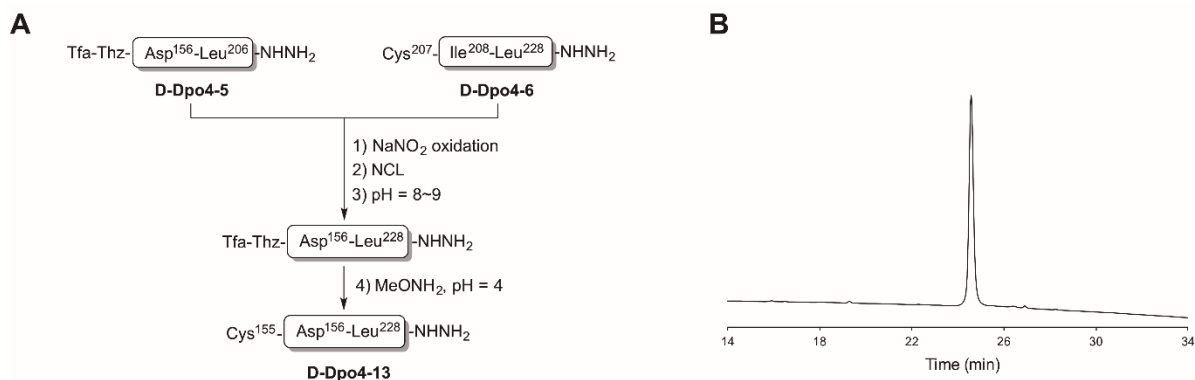 A
Tfa-Thz- Asp156-Leu206 -NHNH2
D-Dpo4-5
Cys207- Ile208-Leu228 -NHNH2
D-Dpo4-6
1) NaNO2 oxidation
2) NCL
3) pH = 8~9
Tfa-Thz- Asp156-Leu228 -NHNH2
4) MeONH2, pH = 4
Cys155- Asp156-Leu228 -NHNH2
D-Dpo4-13
B
14 18 22 26 30 34
Time (min)